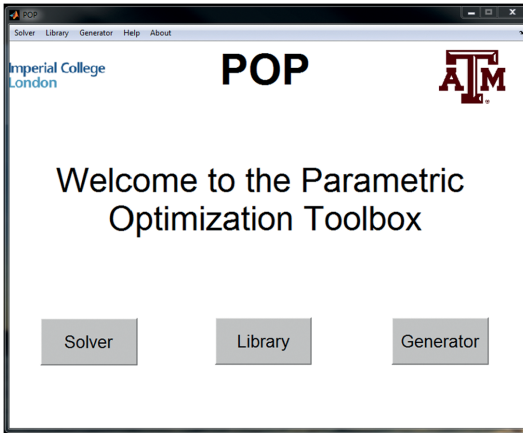 POP
Solver Library Generator Help About
Imperial College
London
POP
ATM
Welcome to the Parametric
Optimization Toolbox
Solver
Library
Generator